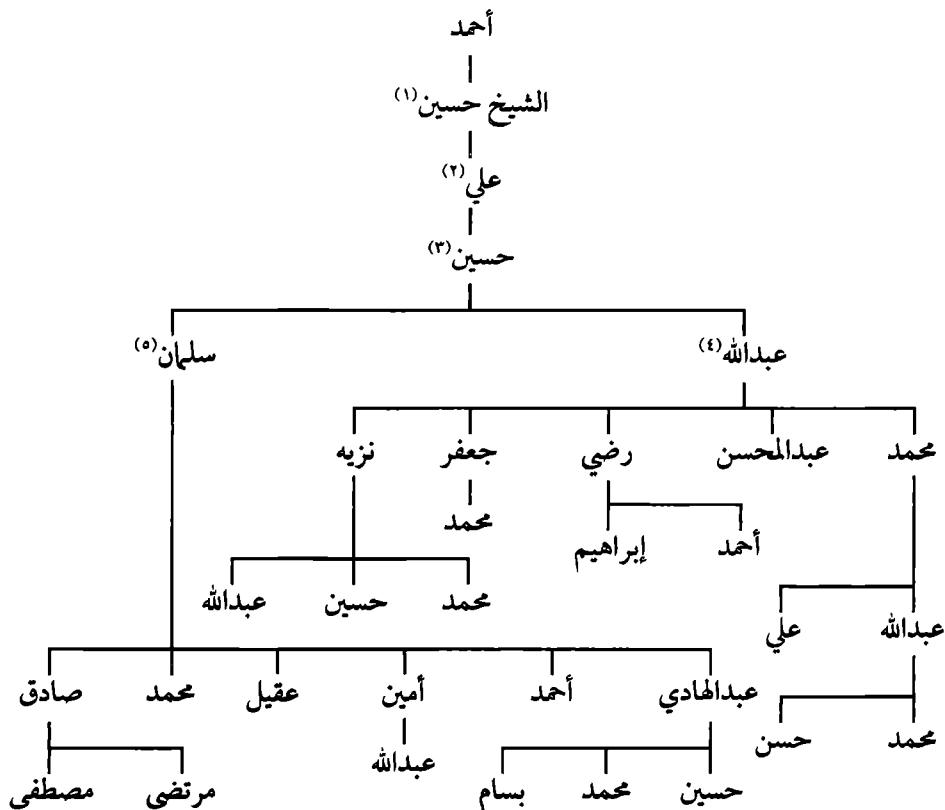 أحمد
الشيخ حسين(١)
علي(٢)
حسين(٣)
عبدالله(٤) سلمان(٥)
محمد عبدالمحسن رضي جعفر نزيه
محمد
أحمد إبراهيم
محمد حسين عبدالله
عبدالله علي
عبدالهادي أحمد أمين عقيل محمد صادق
محمد حسن
عبدالله
حسين محمد بسام مرتضى مصطفى